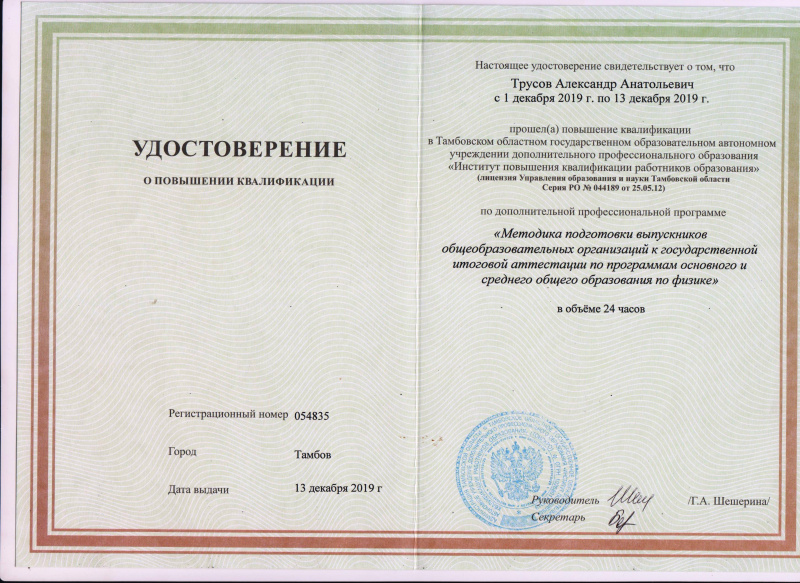 УДОСТОВЕРЕНИЕ
О ПОВЫШЕНИИ КВАЛИФИКАЦИИ
Регистрационный номер 054835
Город Тамбов
Дата выдачи 13 декабря 2019 г
Настоящее удостоверение свидетельствует о том, что
Трусов Александр Анатольевич
с 1 декабря 2019 г. по 13 декабря 2019 г.
прошел(а) повышение квалификации
в Тамбовском областном государственном образовательном автономном
учреждении дополнительного профессионального образования
«Институт повышения квалификации работников образования»
(лицензия Управления образования и науки Тамбовской области
Серия РО № 044189 от 25.05.12)
по дополнительной профессиональной программе
«Методика подготовки выпускников
общеобразовательных организаций к государственной
итоговой аттестации по программам основного и
среднего общего образования по физике»
в объёме 24 часов
Руководитель /Г.А. Шешерина/
Секретарь